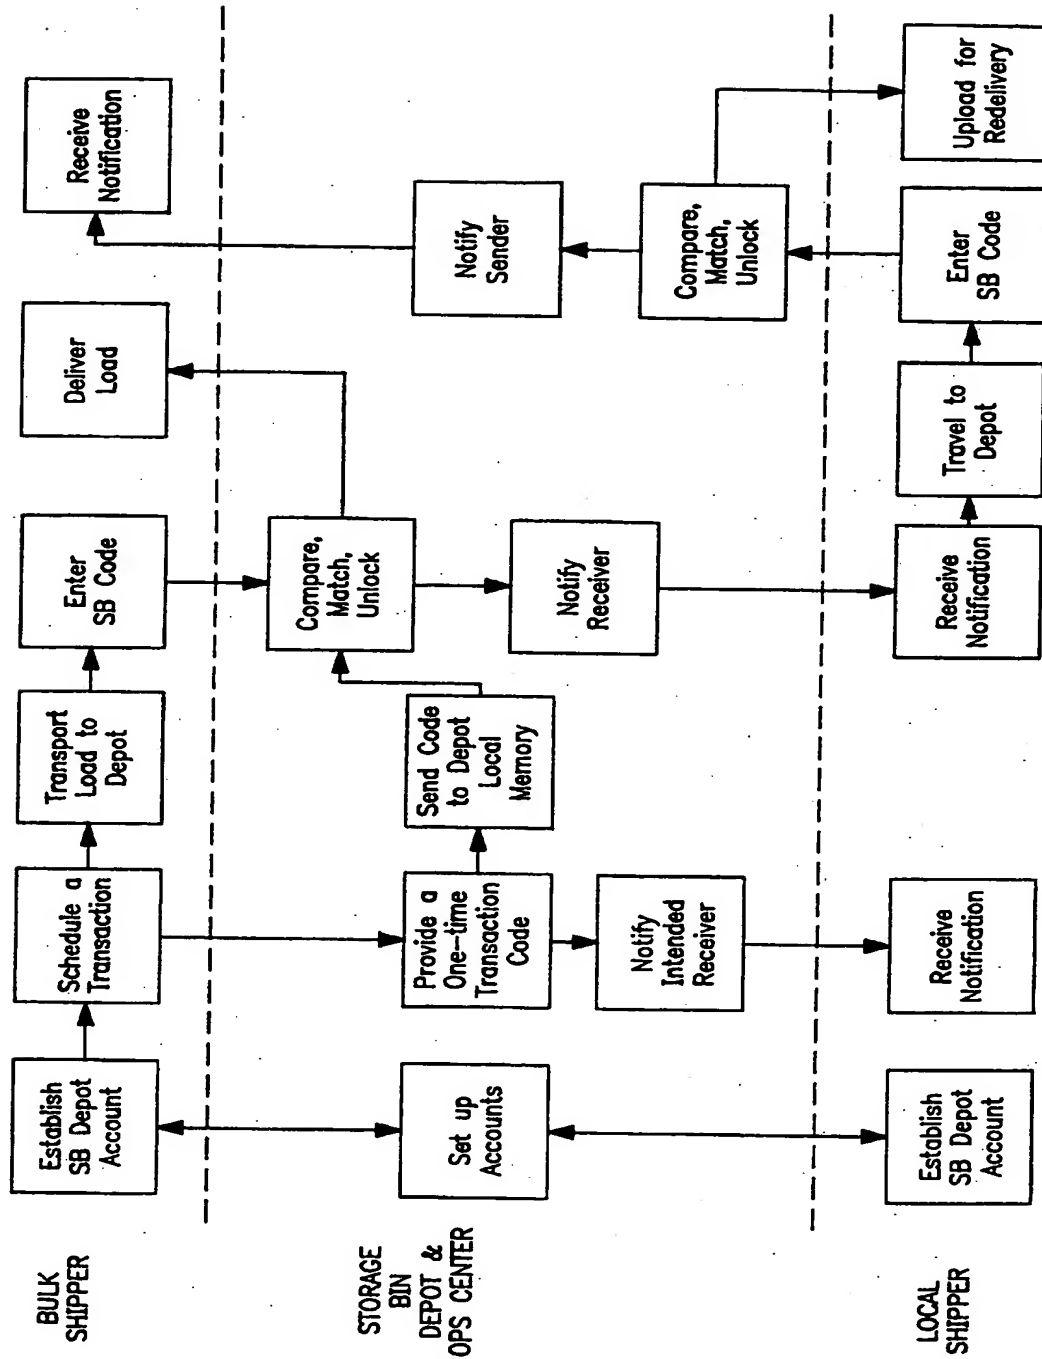 BULK
SHIPPER
Establish
SB Depot
Account
Schedule a
Transaction
Transport
Load to
Depot
Enter
SB Code
Deliver
Load
Receive
Notification
STORAGE
BIN
DEPOT &
OPS CENTER
Set up
Accounts
Provide a
One-time
Transaction
Code
Notify
Intended
Receiver
Send Code
to Depot
Local
Memory
Compare,
Match,
Unlock
Notify
Receiver
Notify
Sender
Compare,
Match,
Unlock
LOCAL
SHIPPER
Establish
SB Depot
Account
Receive
Notification
Receive
Notification
Travel to
Depot
Enter
SB Code
Upload for
Redelivery